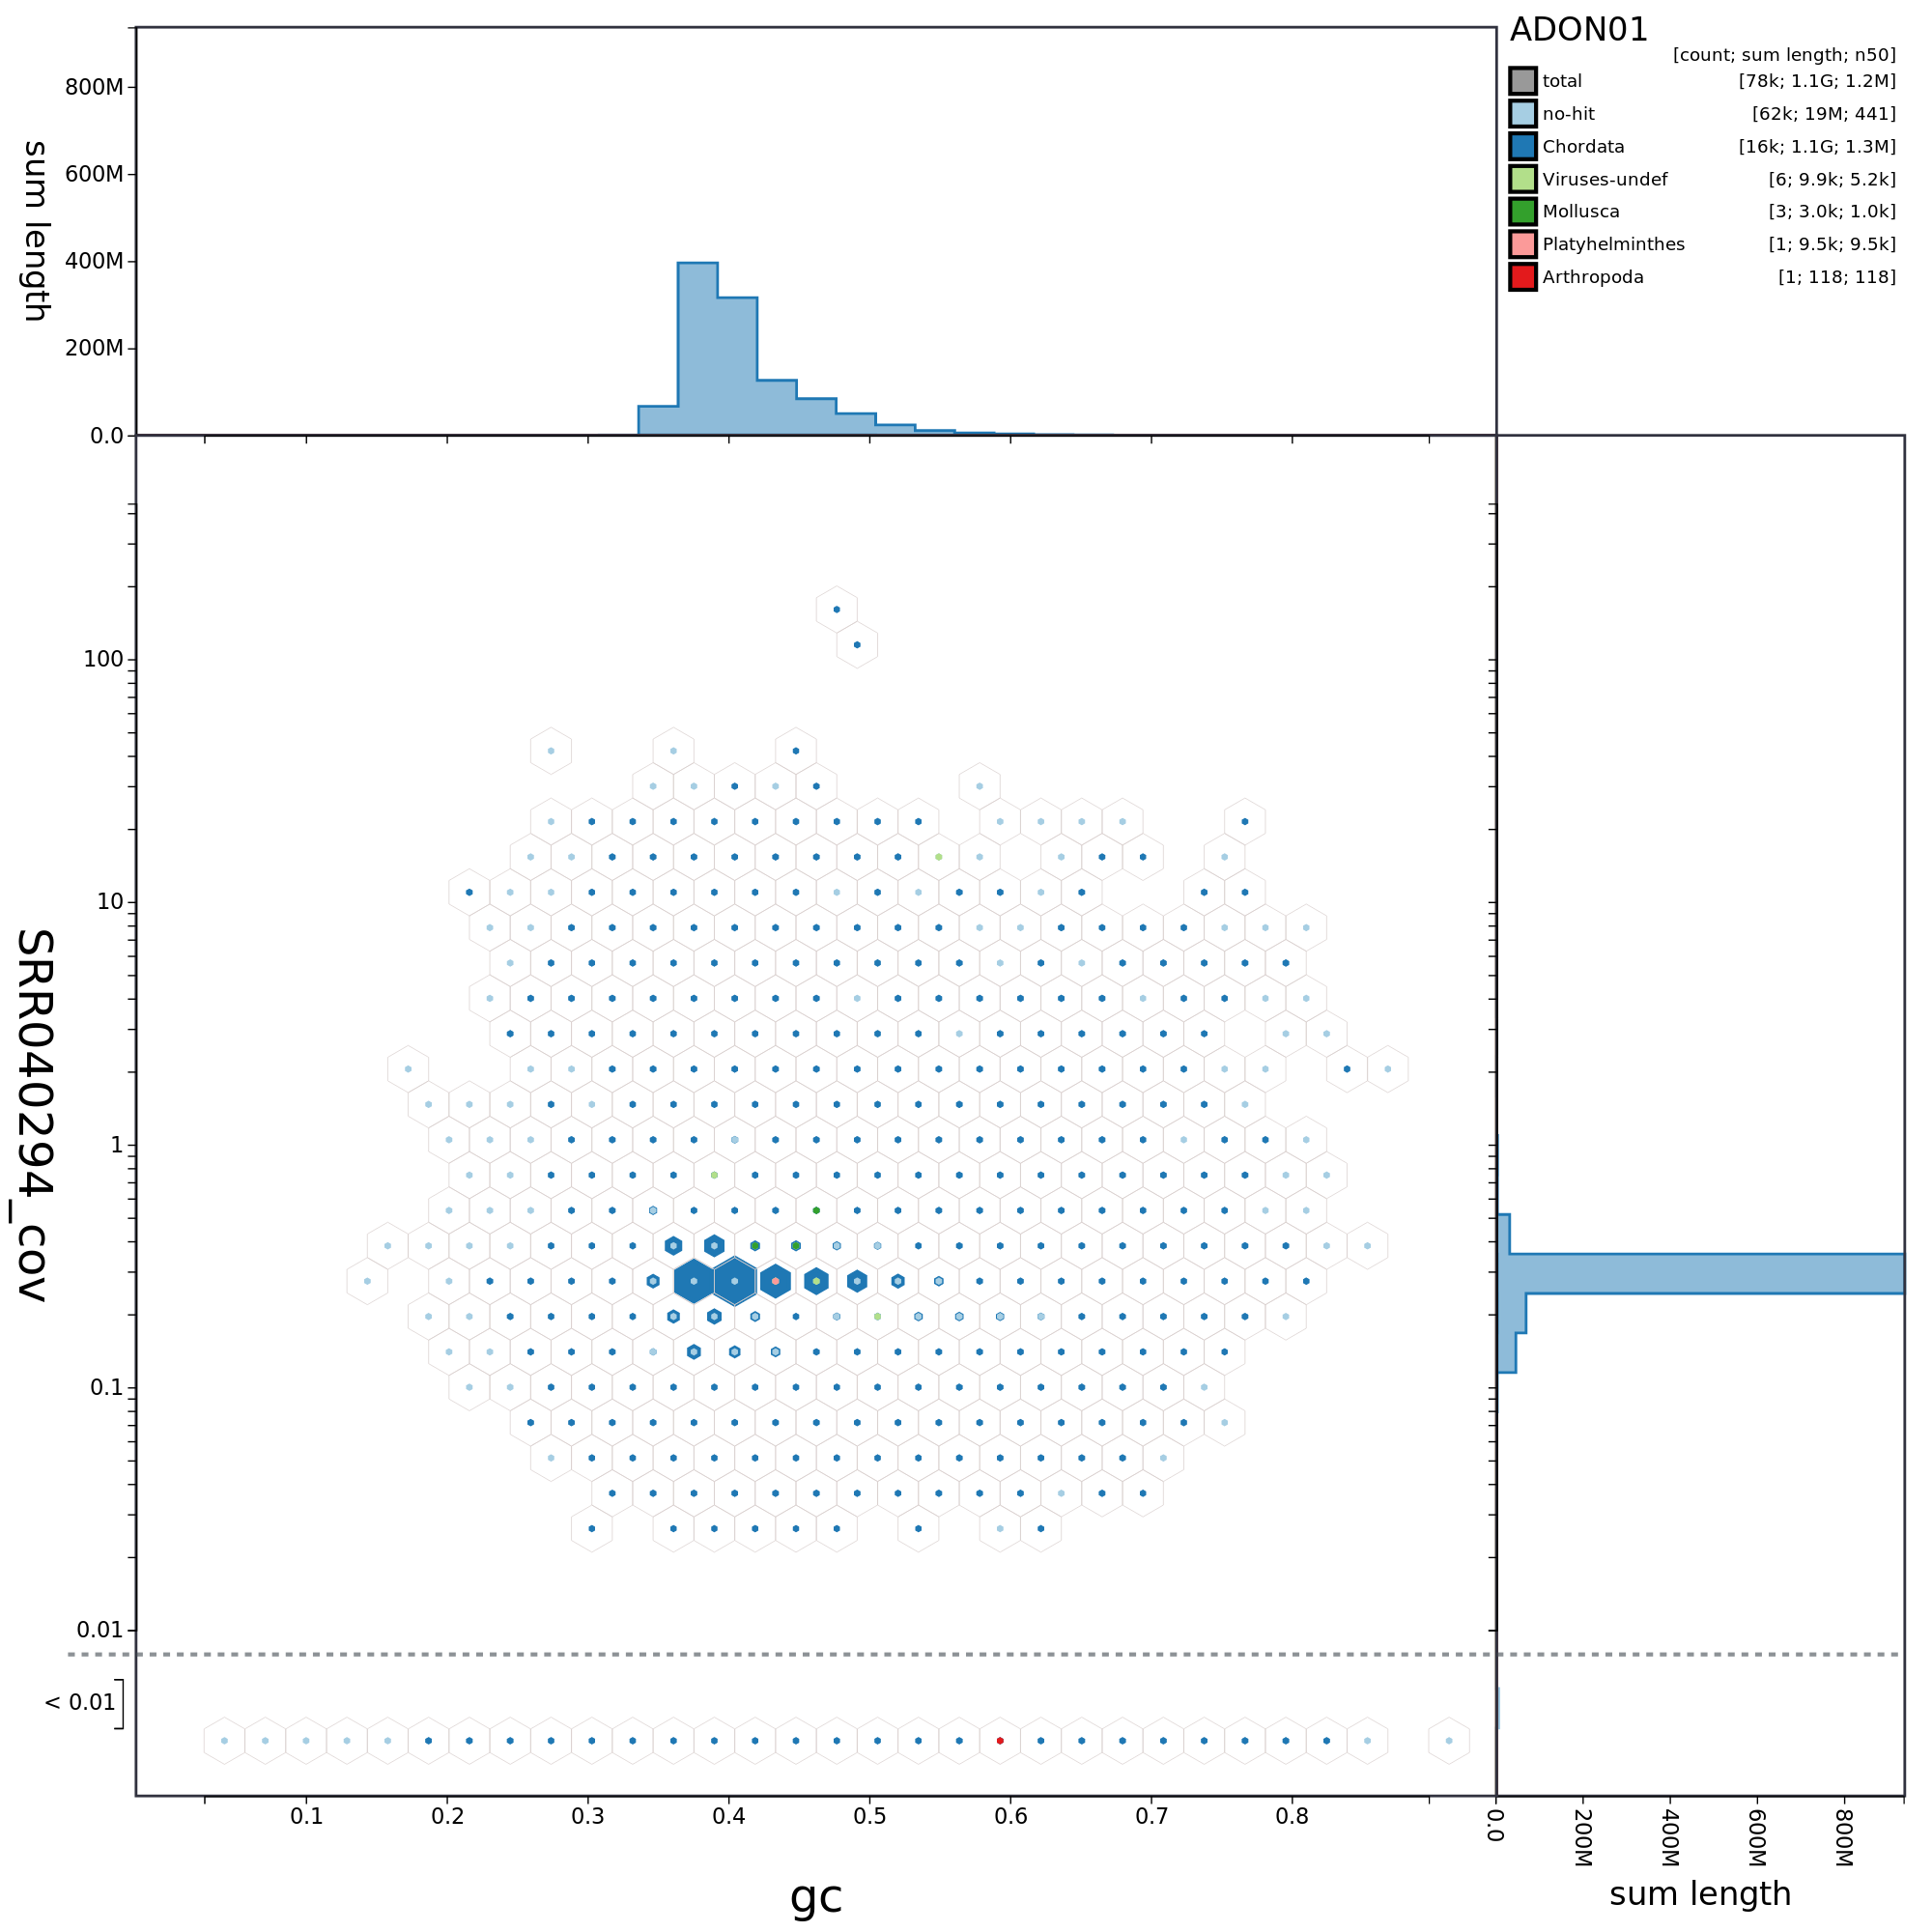 ADON01
[count; sum length; n50]
total [78k; 1.1G; 1.2M]
no-hit [62k; 19M; 441]
Chordata [16k; 1.1G; 1.3M]
Viruses-undef [6; 9.9k; 5.2k]
Mollusca [3; 3.0k; 1.0k]
Platyhelminthes [1; 9.5k; 9.5k]
Arthropoda [1; 118; 118]
sum length
800M
600M
400M
200M
0.0
SRR040294_cov
100
10
1
0.1
0.01
< 0.01
0.1 0.2 0.3 0.4 0.5 0.6 0.7 0.8
gc
0.0 200M 400M 600M 800M
sum length